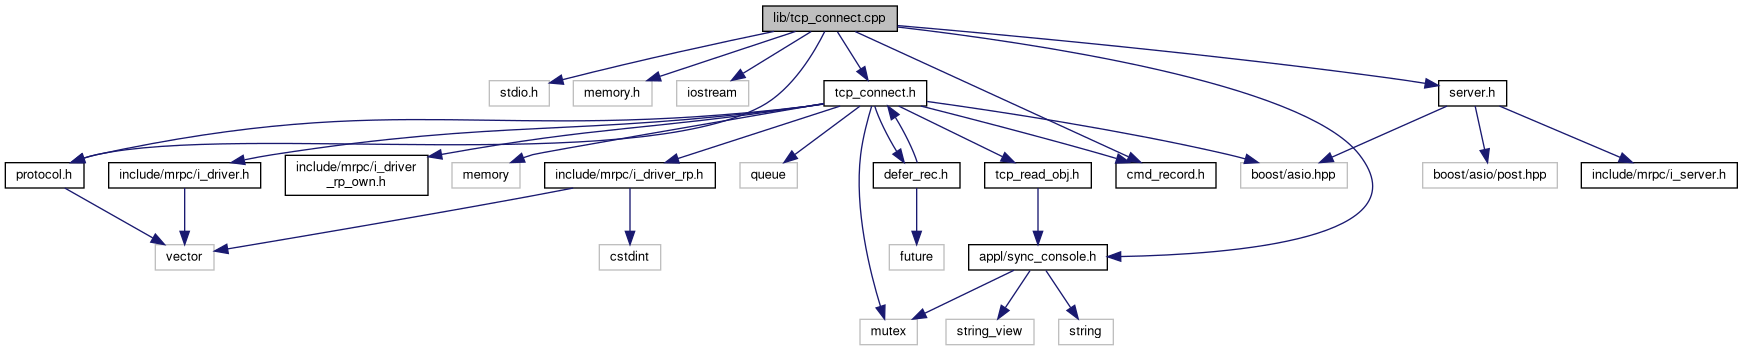 lib/tcp_connect.cpp
stdio.h
memory.h
iostream
tcp_connect.h
server.h
protocol.h
include/mrpc/i_driver.h
include/mrpc/i_driver
_rp_own.h
memory
include/mrpc/i_driver_rp.h
queue
defer_rec.h
tcp_read_obj.h
cmd_record.h
boost/asio.hpp
boost/asio/post.hpp
include/mrpc/i_server.h
vector
cstdint
future
appl/sync_console.h
mutex
string_view
string